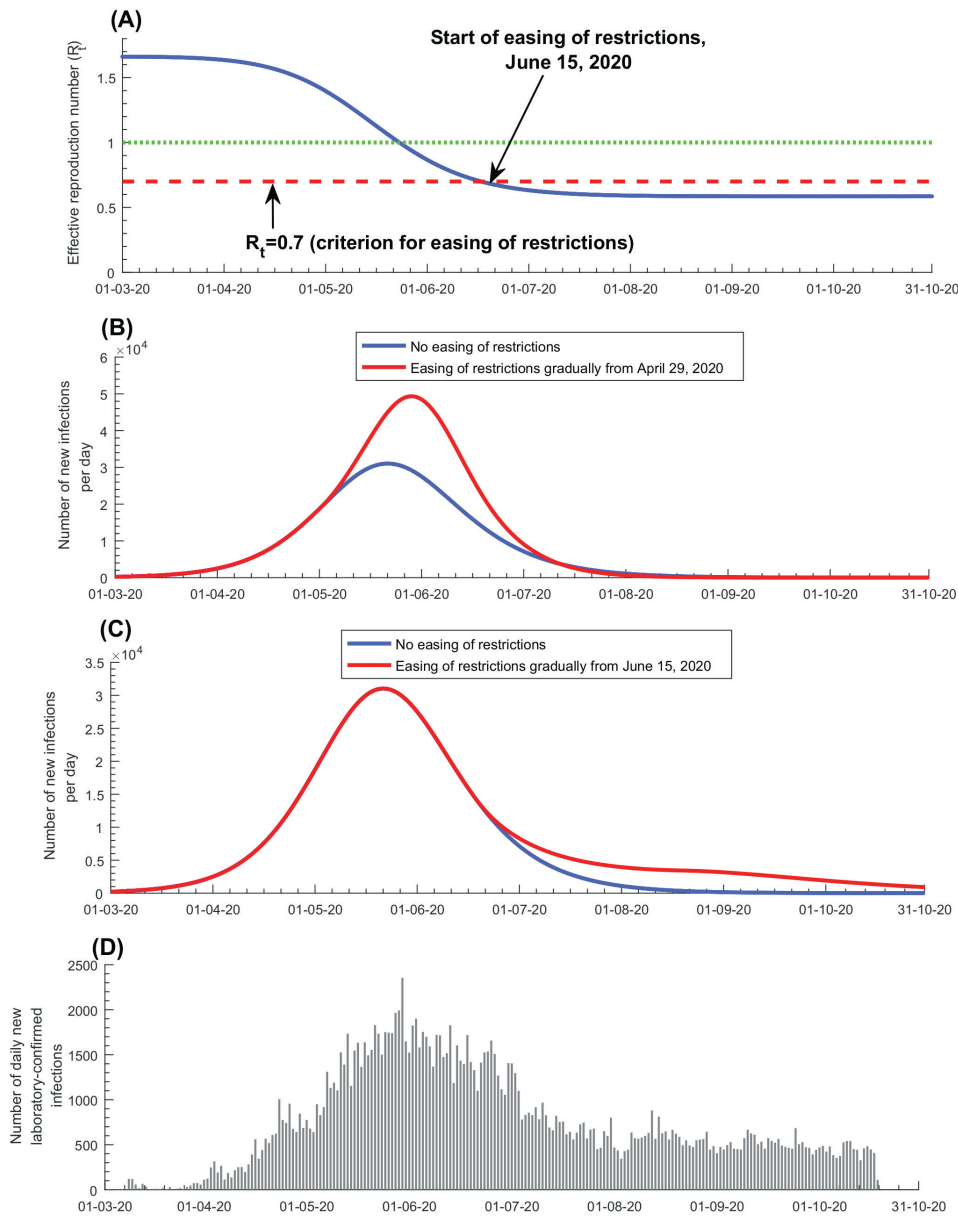 (A)
Start of easing of restrictions,
June 15, 2020
Effective reproduction number (Rt)
1.5
1
0.5
0
Rt=0.7 (criterion for easing of restrictions)
01-03-20 01-04-20 01-05-20 01-06-20 01-07-20 01-08-20 01-09-20 01-10-20 31-10-20
(B)
×10^4
No easing of restrictions
Easing of restrictions gradually from April 29, 2020
Number of new infections
per day
6
5
4
3
2
1
0
01-03-20 01-04-20 01-05-20 01-06-20 01-07-20 01-08-20 01-09-20 01-10-20 31-10-20
(C)
×10^4
No easing of restrictions
Easing of restrictions gradually from June 15, 2020
Number of new infections
per day
3.5
3
2.5
2
1.5
1
0.5
0
01-03-20 01-04-20 01-05-20 01-06-20 01-07-20 01-08-20 01-09-20 01-10-20 31-10-20
(D)
Number of daily new
laboratory-confirmed
infections
2500
2000
1500
1000
500
0
01-03-20 01-04-20 01-05-20 01-06-20 01-07-20 01-08-20 01-09-20 01-10-20 31-10-20